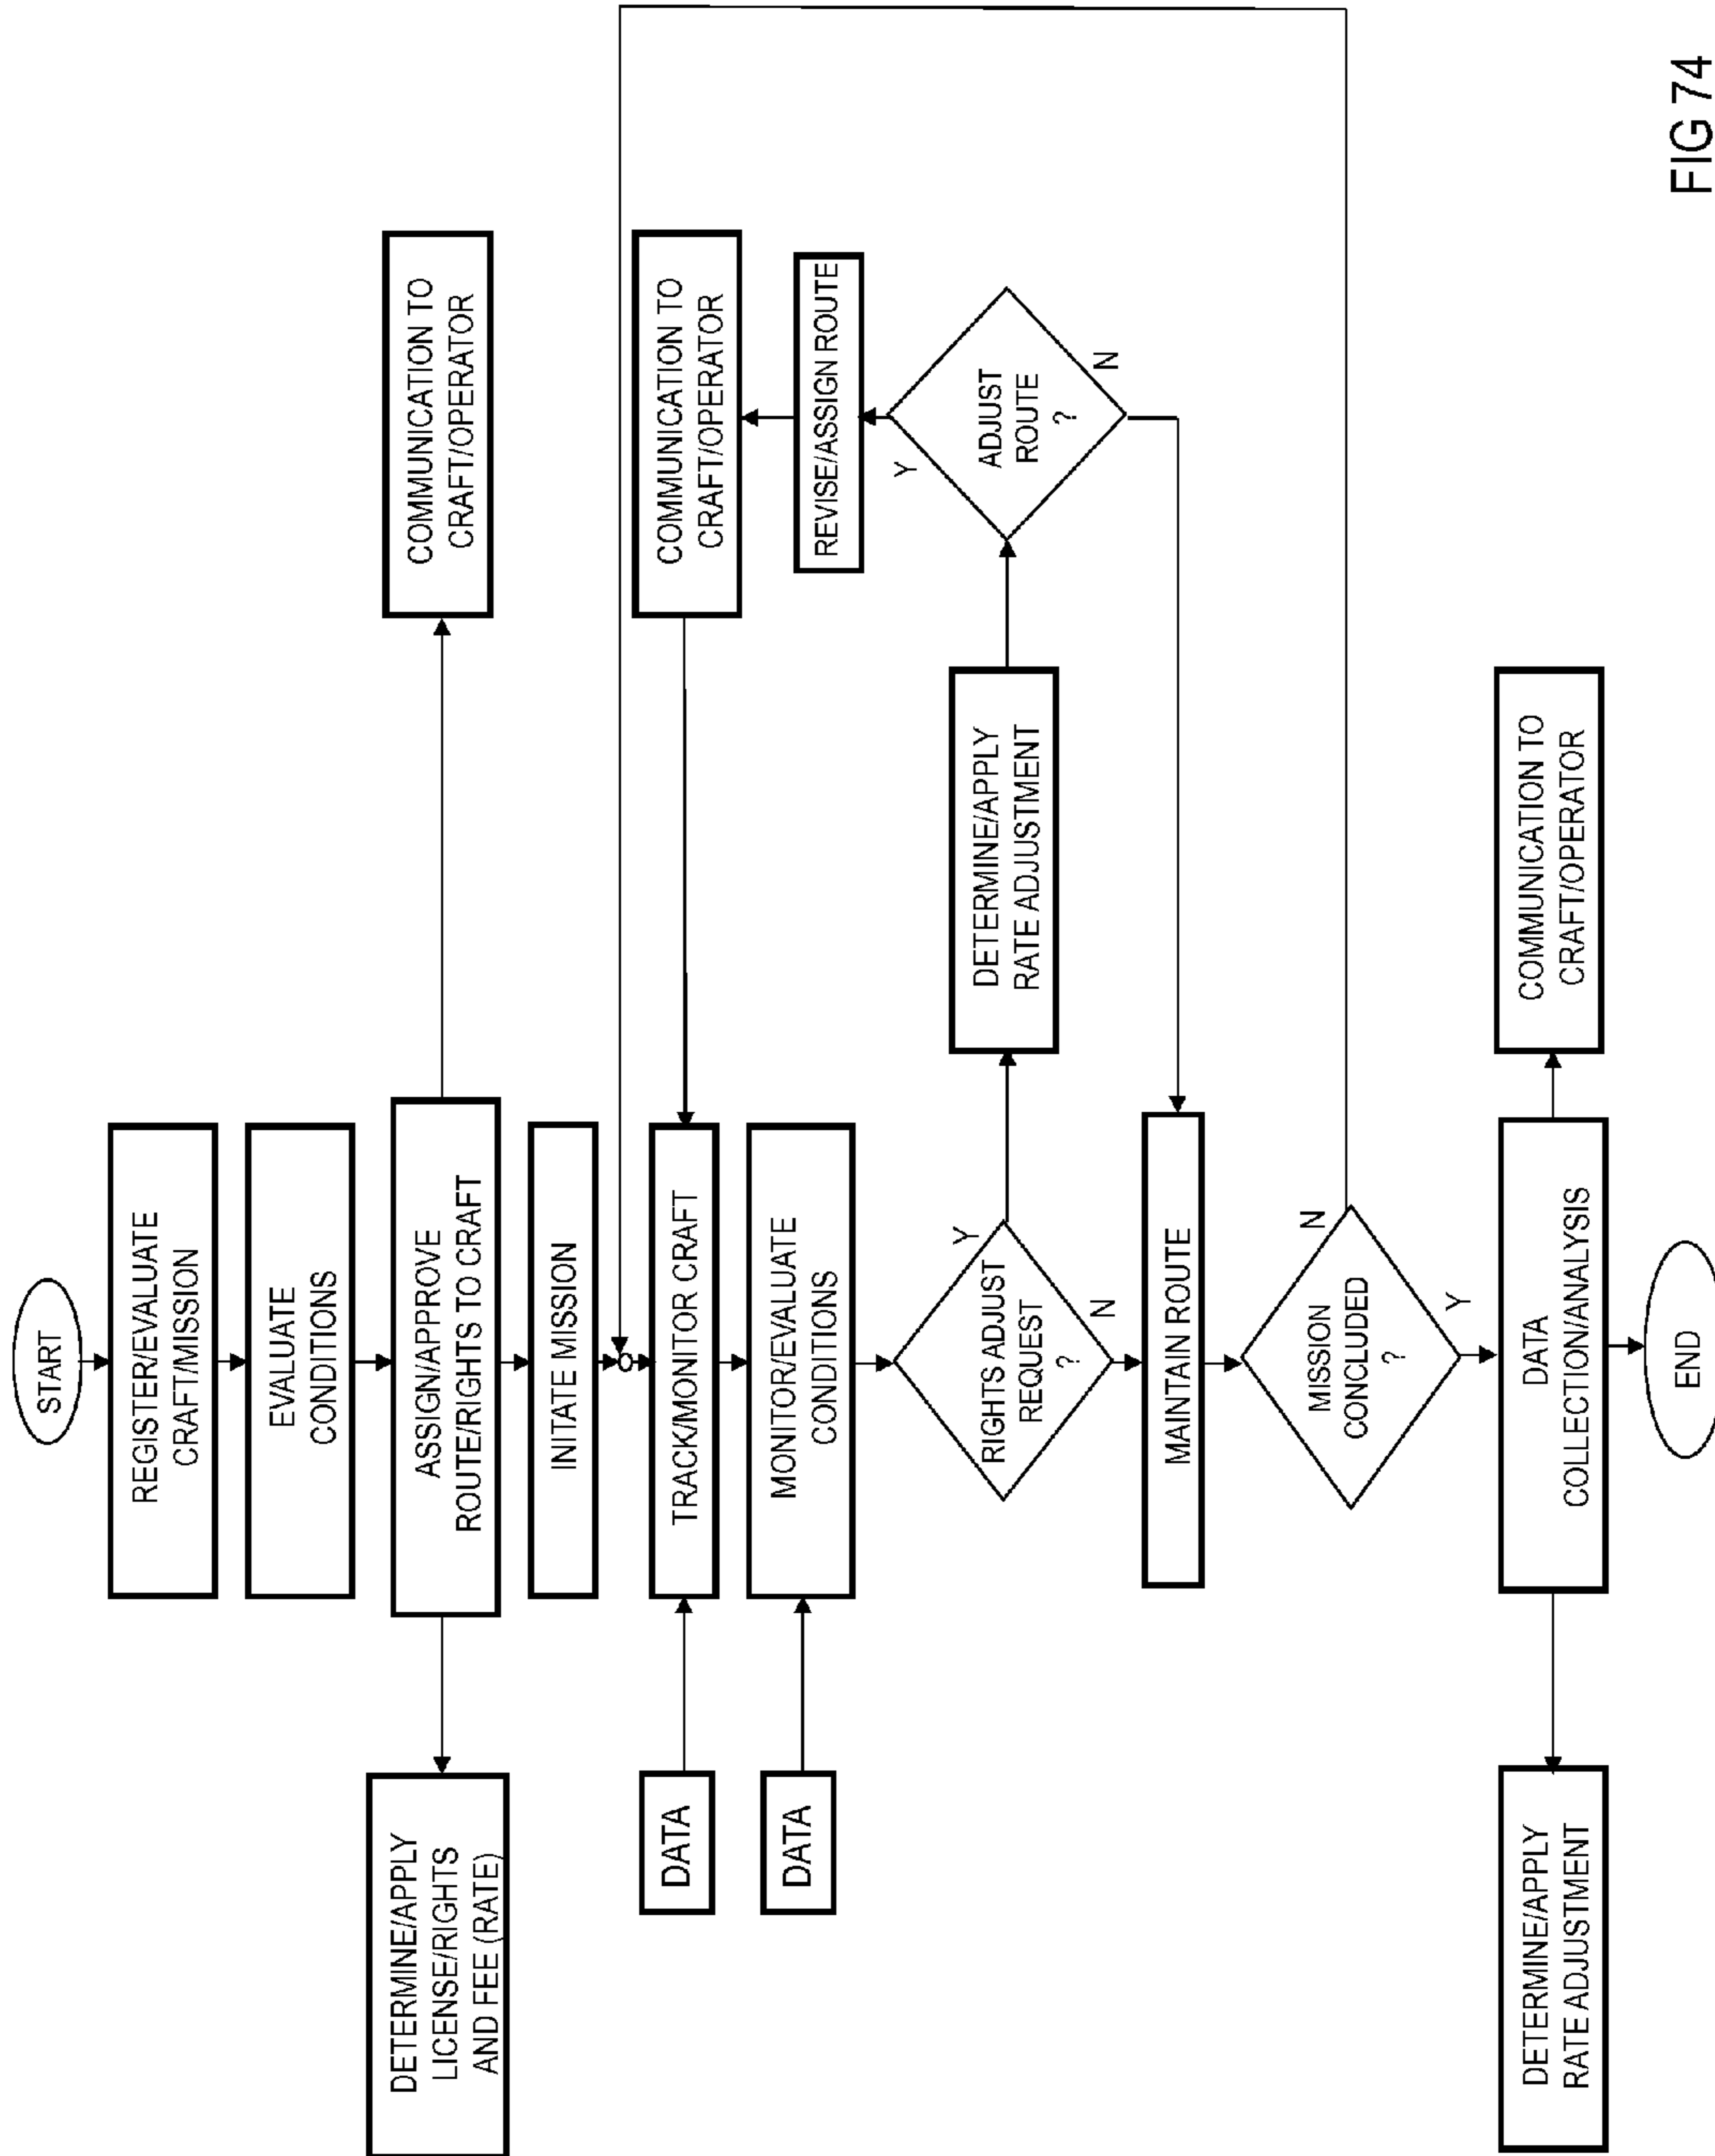 START
REGISTER/EVALUATE
CRAFT/MISSION
EVALUATE
CONDITIONS
DETERMINE/APPLY
LICENSE/RIGHTS
AND FEE (RATE)
ASSIGN/APPROVE
ROUTE/RIGHTS TO CRAFT
COMMUNICATION TO
CRAFT/OPERATOR
INITATE MISSION
DATA
TRACK/MONITOR CRAFT
COMMUNICATION TO
CRAFT/OPERATOR
DATA
MONITOR/EVALUATE
CONDITIONS
REVISE/ASSIGN ROUTE
RIGHTS ADJUST
REQUEST
?
Y
N
DETERMINE/APPLY
RATE ADJUSTMENT
Y
ADJUST
ROUTE
?
N
MAINTAIN ROUTE
MISSION
CONCLUDED
?
N
Y
DETERMINE/APPLY
RATE ADJUSTMENT
DATA
COLLECTION/ANALYSIS
COMMUNICATION TO
CRAFT/OPERATOR
END
FIG 74